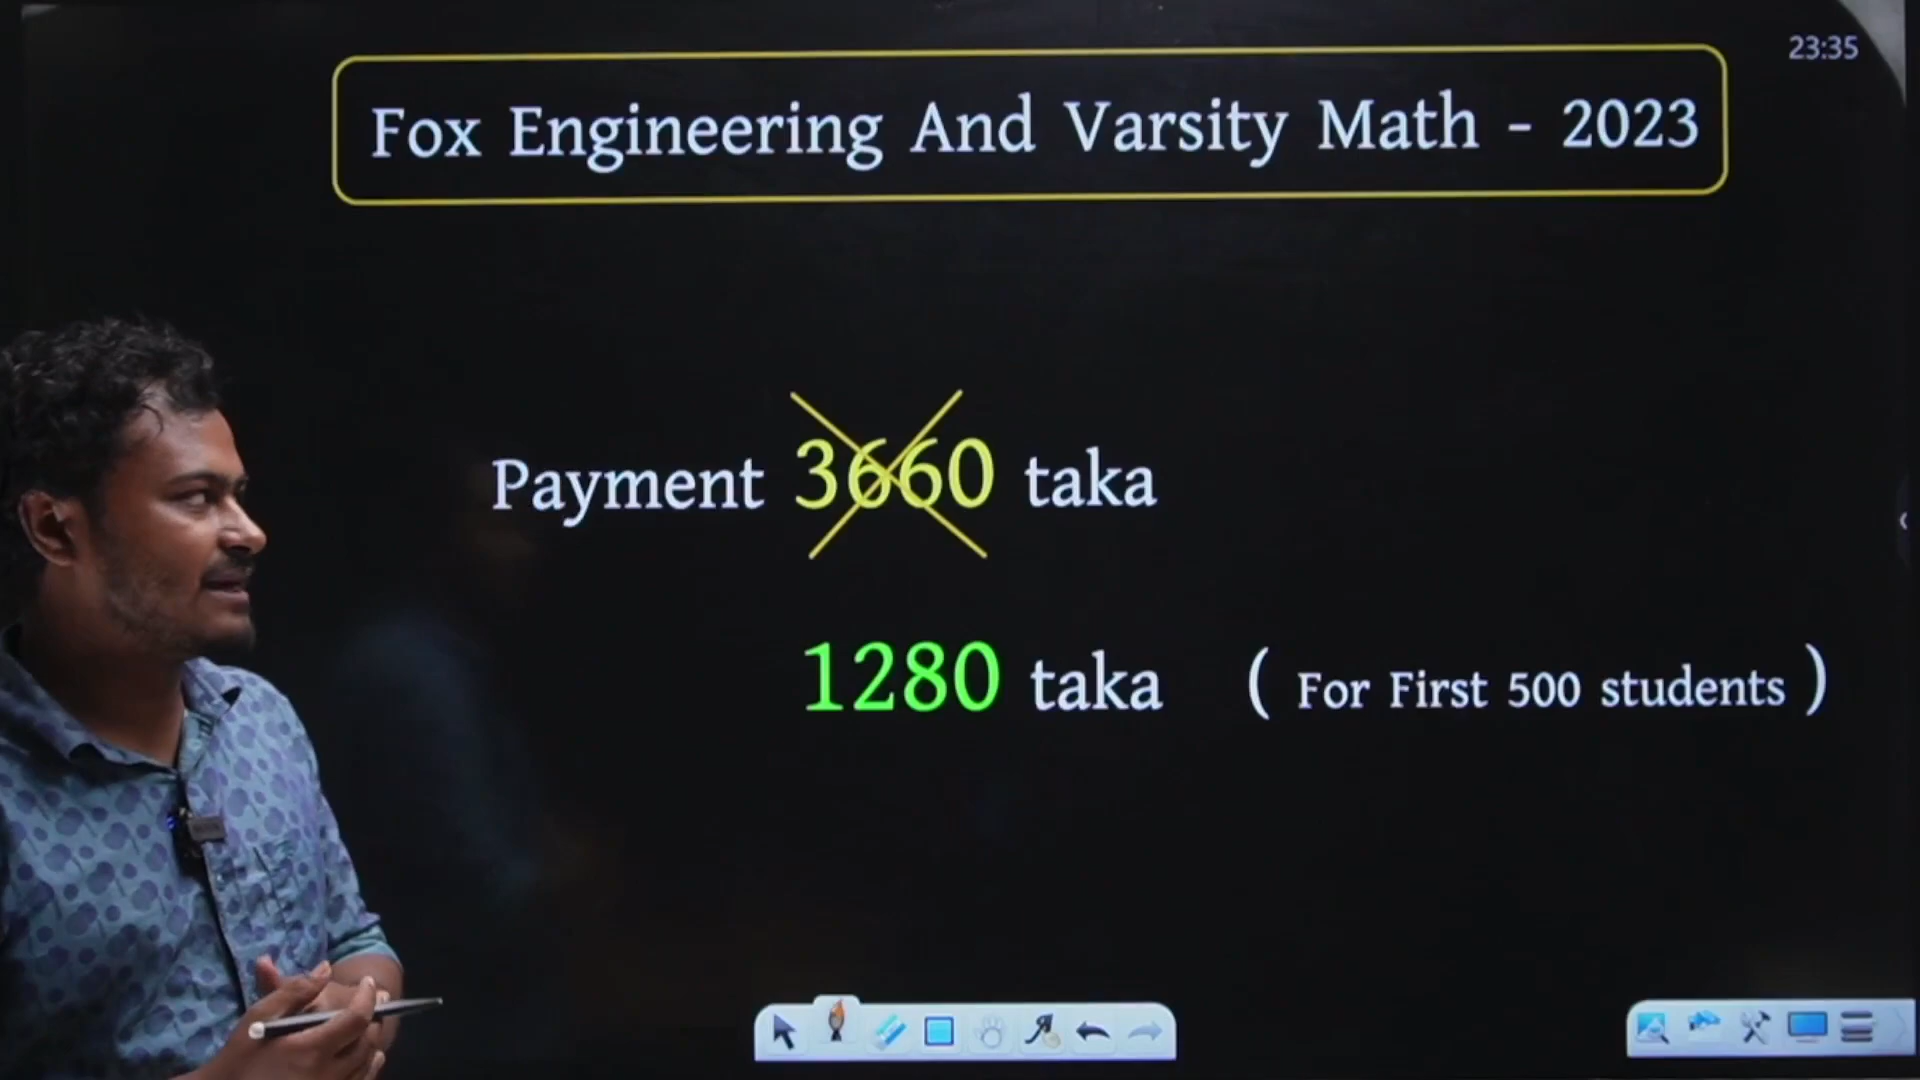 23:35
Fox Engineering And Varsity Math - 2023
Payment 3660 taka
1280 taka ( For First 500 students )